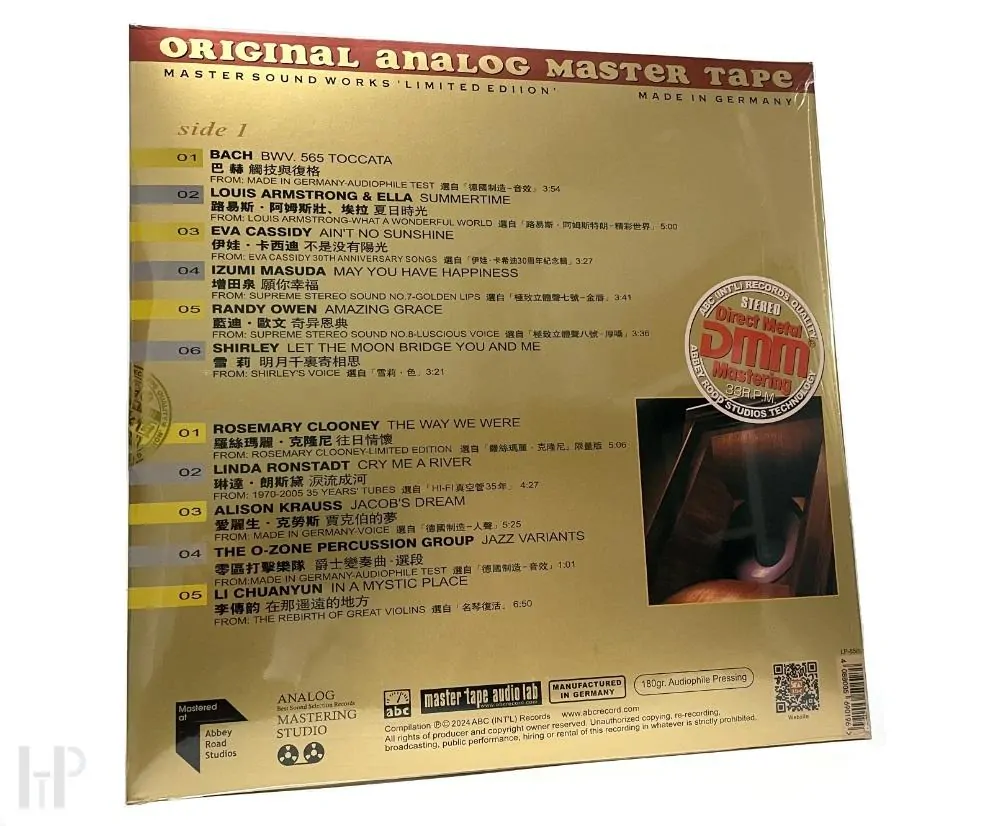 ORIGINAL ANALOG MASTER TAPE
MASTER SOUND WORKS 'LIMITED EDIION'
MADE IN GERMANY
side 1
01 BACH BWV. 565 TOCCATA
巴 赫 觸技與復格
FROM: MADE IN GERMANY-AUDIOPHILE TEST 選自「德國制造-音效」 3:54
02 LOUIS ARMSTRONG & ELLA SUMMERTIME
路易斯·阿姆斯壯、埃拉 夏日時光
FROM: LOUIS ARMSTRONG-WHAT A WONDERFUL WORLD 選自「路易斯·阿姆斯特朗-精彩世界」 5:00
03 EVA CASSIDY AIN'T NO SUNSHINE
伊娃·卡西迪 不是没有陽光
FROM: EVA CASSIDY 30TH ANNIVERSARY SONGS 選自「伊娃·卡希迪30周年紀念輯」 3:27
04 IZUMI MASUDA MAY YOU HAVE HAPPINESS
增田泉 願你幸福
FROM: SUPREME STEREO SOUND NO.7-GOLDEN LIPS 選自「極致立體聲七號-金唇」 3:41
05 RANDY OWEN AMAZING GRACE
藍迪·歐文 奇异恩典
FROM: SUPREME STEREO SOUND NO.8-LUSCIOUS VOICE 選自「極致立體聲八號-厚嗓」 3:36
06 SHIRLEY LET THE MOON BRIDGE YOU AND ME
雪 莉 明月千裏寄相思
FROM: SHIRLEY'S VOICE 選自「雪莉·色」 3:21
01 ROSEMARY CLOONEY THE WAY WE WERE
羅絲瑪麗·克隆尼 往日情懷
FROM: ROSEMARY CLOONEY-LIMITED EDITION 選自「羅絲瑪麗·克隆尼」限量版 5:06
02 LINDA RONSTADT CRY ME A RIVER
琳達·朗斯黛 淚流成河
FROM: 1970-2005 35 YEARS' TUBES 選自「HI-FI真空管35年」 4:27
03 ALISON KRAUSS JACOB'S DREAM
愛麗生·克勞斯 賈克伯的夢
FROM: MADE IN GERMANY-VOICE 選自「德國制造-人聲」 5:25
04 THE O-ZONE PERCUSSION GROUP JAZZ VARIANTS
零區打擊樂隊 爵士變奏曲-選段
FROM:MADE IN GERMANY-AUDIOPHILE TEST 選自「德國制造-音效」 1:01
05 LI CHUANYUN IN A MYSTIC PLACE
李傳韵 在那遥遠的地方
FROM: THE REBIRTH OF GREAT VIOLINS 選自「名琴復活」 6:50
ABC INT'L RECORDS QUALITY
STEREO
Direct Metal
DMM
Mastering
33R.P.M.
ABBEY ROAD STUDIOS TECHNOLOGY
Mastered
at
Abbey
Road
Studios
ANALOG
Best Sound Selecting Records
MASTERING
STUDIO
abc
master tape audio lab
www.abcrecord.com
MANUFACTURED
IN GERMANY
180gr. Audiophile Pressing
Website
Compilation ℗©2024 ABC (INT'L) Records www.abcrecord.com
All rights of producer and copyright owner reserved. Unauthorized copying, re-recording,
broadcasting, public performance, hiring or rental of this recording in whatever is strictly prohibited.
HP